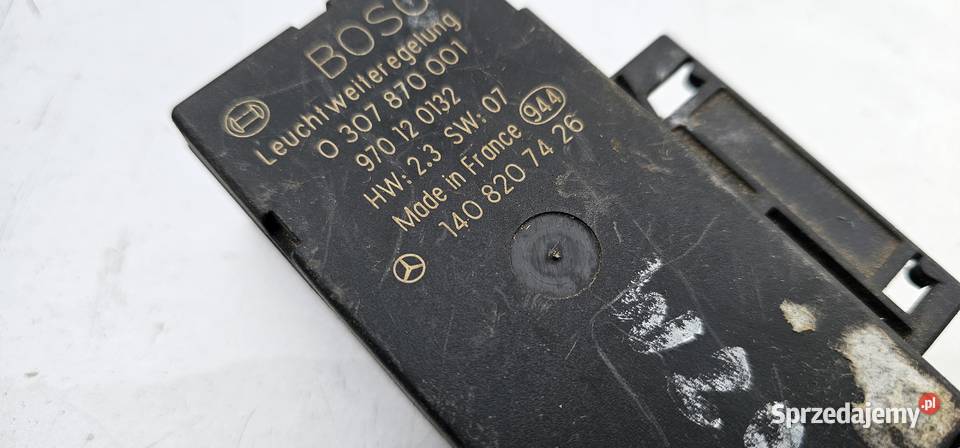 BOSC
Leuchtweiteregelung
0 307 870 001
970 12 0132
HW: 2.3 SW: 07
Made in France 944
140 820 74 26
Sprzedajemy.pl